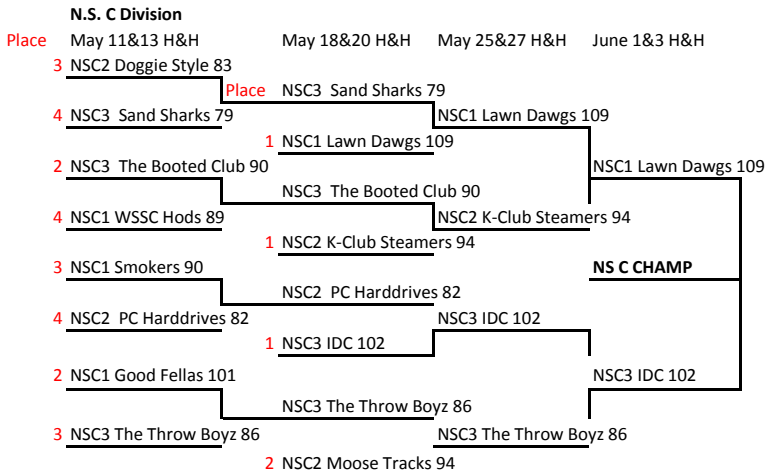 N.S. C Division
Place May 11&13 H&H May 18&20 H&H May 25&27 H&H June 1&3 H&H
3 NSC2 Doggie Style 83
Place NSC3 Sand Sharks 79
4 NSC3 Sand Sharks 79 NSC1 Lawn Dawgs 109
1 NSC1 Lawn Dawgs 109
2 NSC3 The Booted Club 90 NSC1 Lawn Dawgs 109
NSC3 The Booted Club 90
4 NSC1 WSSC Hods 89 NSC2 K-Club Steamers 94
1 NSC2 K-Club Steamers 94
3 NSC1 Smokers 90 NS C CHAMP
NSC2 PC Harddrives 82
4 NSC2 PC Harddrives 82 NSC3 IDC 102
1 NSC3 IDC 102
2 NSC1 Good Fellas 101 NSC3 IDC 102
NSC3 The Throw Boyz 86
3 NSC3 The Throw Boyz 86 NSC3 The Throw Boyz 86
2 NSC2 Moose Tracks 94